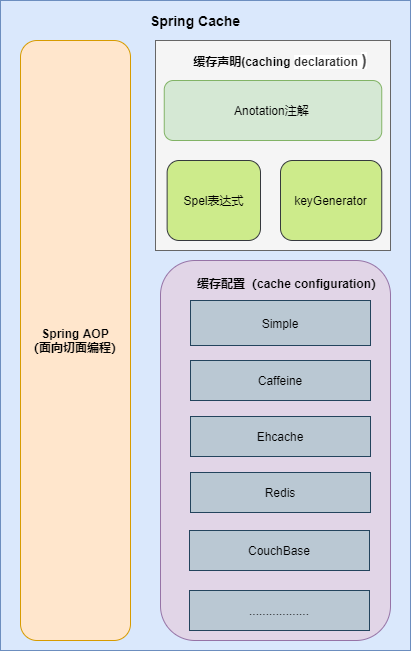 Spring Cache
Spring AOP
(面向切面编程)
缓存声明(caching declaration )
Anotation注解
Spel表达式
keyGenerator
缓存配置（cache configuration)
Simple
Caffeine
Ehcache
Redis
CouchBase
..................